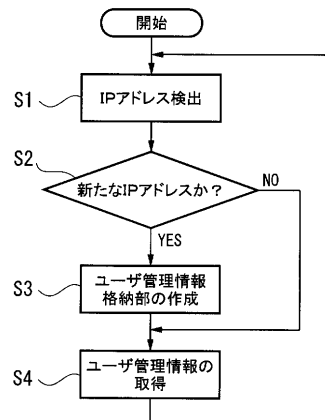 開始
S1
IPアドレス検出
S2
新たなIPアドレスか？
NO
YES
S3
ユーザ管理情報
格納部の作成
S4
ユーザ管理情報の
取得